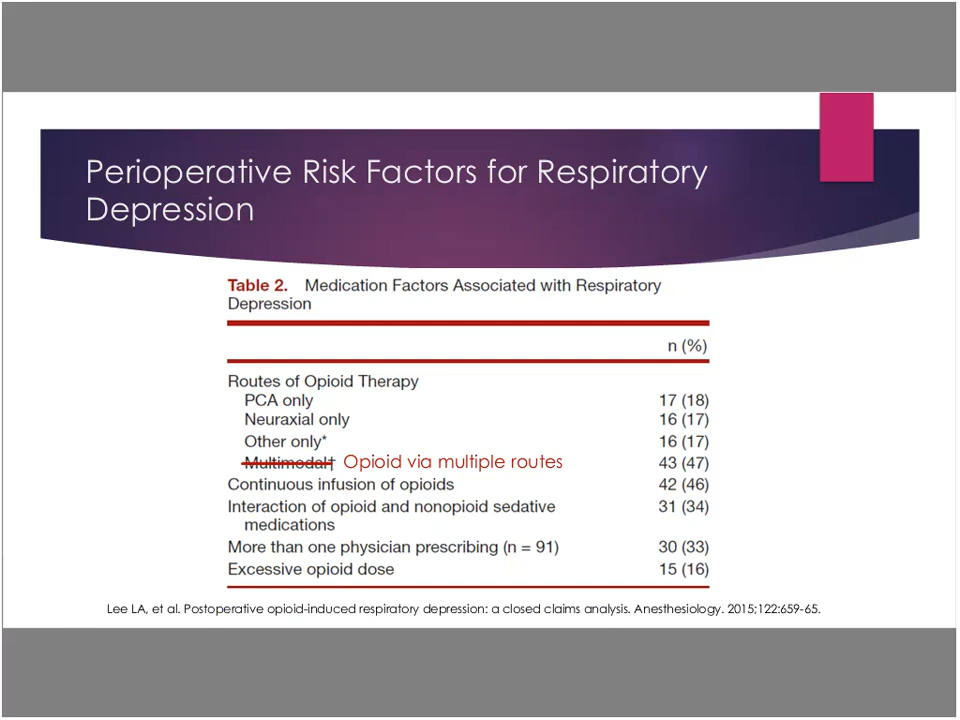 Perioperative Risk Factors for Respiratory
Depression
Table 2. Medication Factors Associated with Respiratory
Depression
n (%)
Routes of Opioid Therapy
PCA only 17 (18)
Neuraxial only 16 (17)
Other only* 16 (17)
Multimodal† Opioid via multiple routes 43 (47)
Continuous infusion of opioids 42 (46)
Interaction of opioid and nonopioid sedative 31 (34)
medications
More than one physician prescribing (n = 91) 30 (33)
Excessive opioid dose 15 (16)
Lee LA, et al. Postoperative opioid-induced respiratory depression: a closed claims analysis. Anesthesiology. 2015;122:659-65.